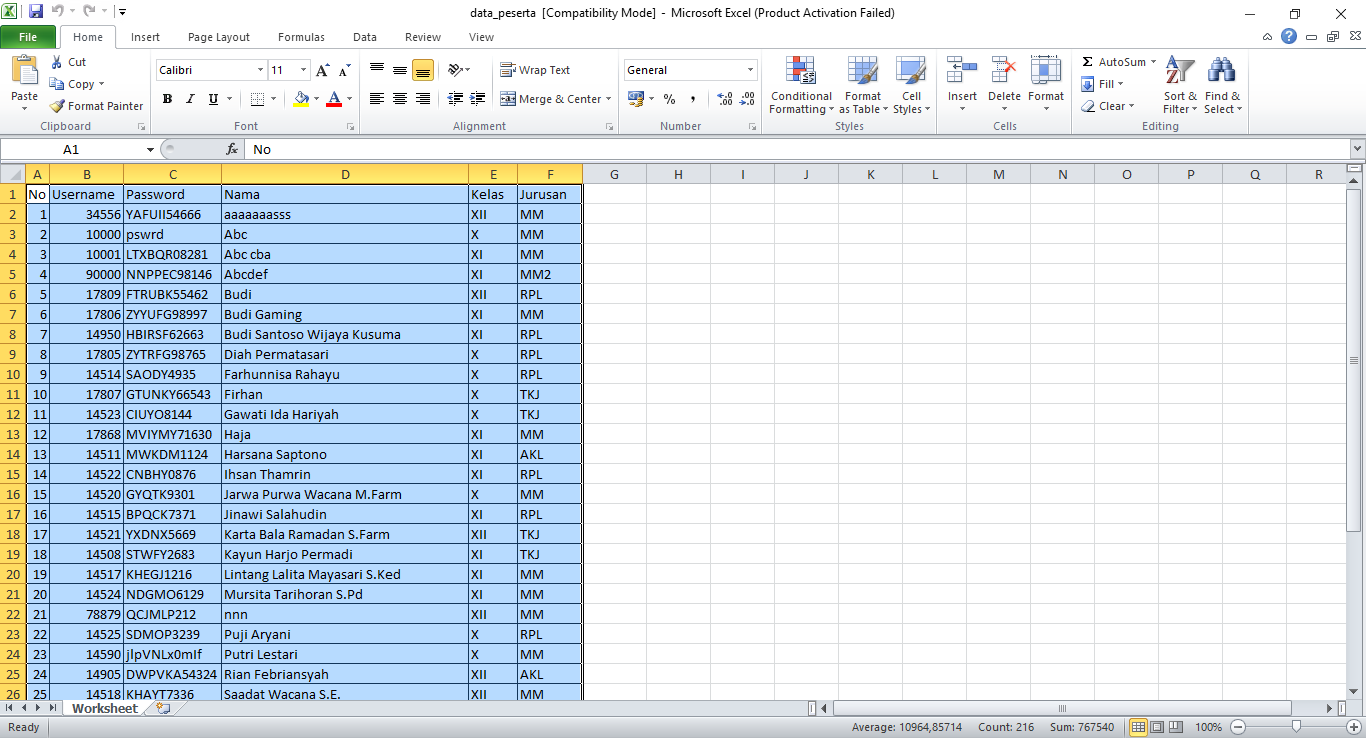 data_peserta [Compatibility Mode] - Microsoft Excel (Product Activation Failed)
File Home Insert Page Layout Formulas Data Review View
Paste Cut Copy Format Painter Clipboard
Calibri 11 B I U Font
Wrap Text Merge & Center Alignment
General % , Number
Conditional Formatting Format as Table Cell Styles Styles
Insert Delete Format Cells
AutoSum Fill Clear Sort & Filter Find & Select Editing
A1 fx No
A B C D E F G H I J K L M N O P Q R
1 No Username Password Nama Kelas Jurusan
2 1 34556 YAFUII54666 aaaaaaasss XII MM
3 2 10000 pswrd Abc X MM
4 3 10001 LTXBQR08281 Abc cba XI MM
5 4 90000 NNPPEC98146 Abcdef XI MM2
6 5 17809 FTRUBK55462 Budi XII RPL
7 6 17806 ZYYUFG98997 Budi Gaming XI MM
8 7 14950 HBIRSF62663 Budi Santoso Wijaya Kusuma XI RPL
9 8 17805 ZYTRFG98765 Diah Permatasari X RPL
10 9 14514 SAODY4935 Farhunnisa Rahayu X RPL
11 10 17807 GTUNKY66543 Firhan X TKJ
12 11 14523 CIUYO8144 Gawati Ida Hariyah X TKJ
13 12 17868 MVIYMY71630 Haja XI MM
14 13 14511 MWKDM1124 Harsana Saptono XI AKL
15 14 14522 CNBHY0876 Ihsan Thamrin XI RPL
16 15 14520 GYQTK9301 Jarwa Purwa Wacana M.Farm X MM
17 16 14515 BPQCK7371 Jinawi Salahudin XI RPL
18 17 14521 YXDNX5669 Karta Bala Ramadan S.Farm XII TKJ
19 18 14508 STWFY2683 Kayun Harjo Permadi XI TKJ
20 19 14517 KHEGJ1216 Lintang Lalita Mayasari S.Ked XI MM
21 20 14524 NDGMO6129 Mursita Tarihoran S.Pd XI MM
22 21 78879 QCJMLP212 nnn XII MM
23 22 14525 SDMOP3239 Puji Aryani X RPL
24 23 14590 jlpVNLx0mIf Putri Lestari X MM
25 24 14905 DWPVKA54324 Rian Febriansyah XII AKL
26 25 14518 KHAYT7336 Saadat Wacana S.E. XII MM
Worksheet
Ready Average: 10964,85714 Count: 216 Sum: 767540 100%